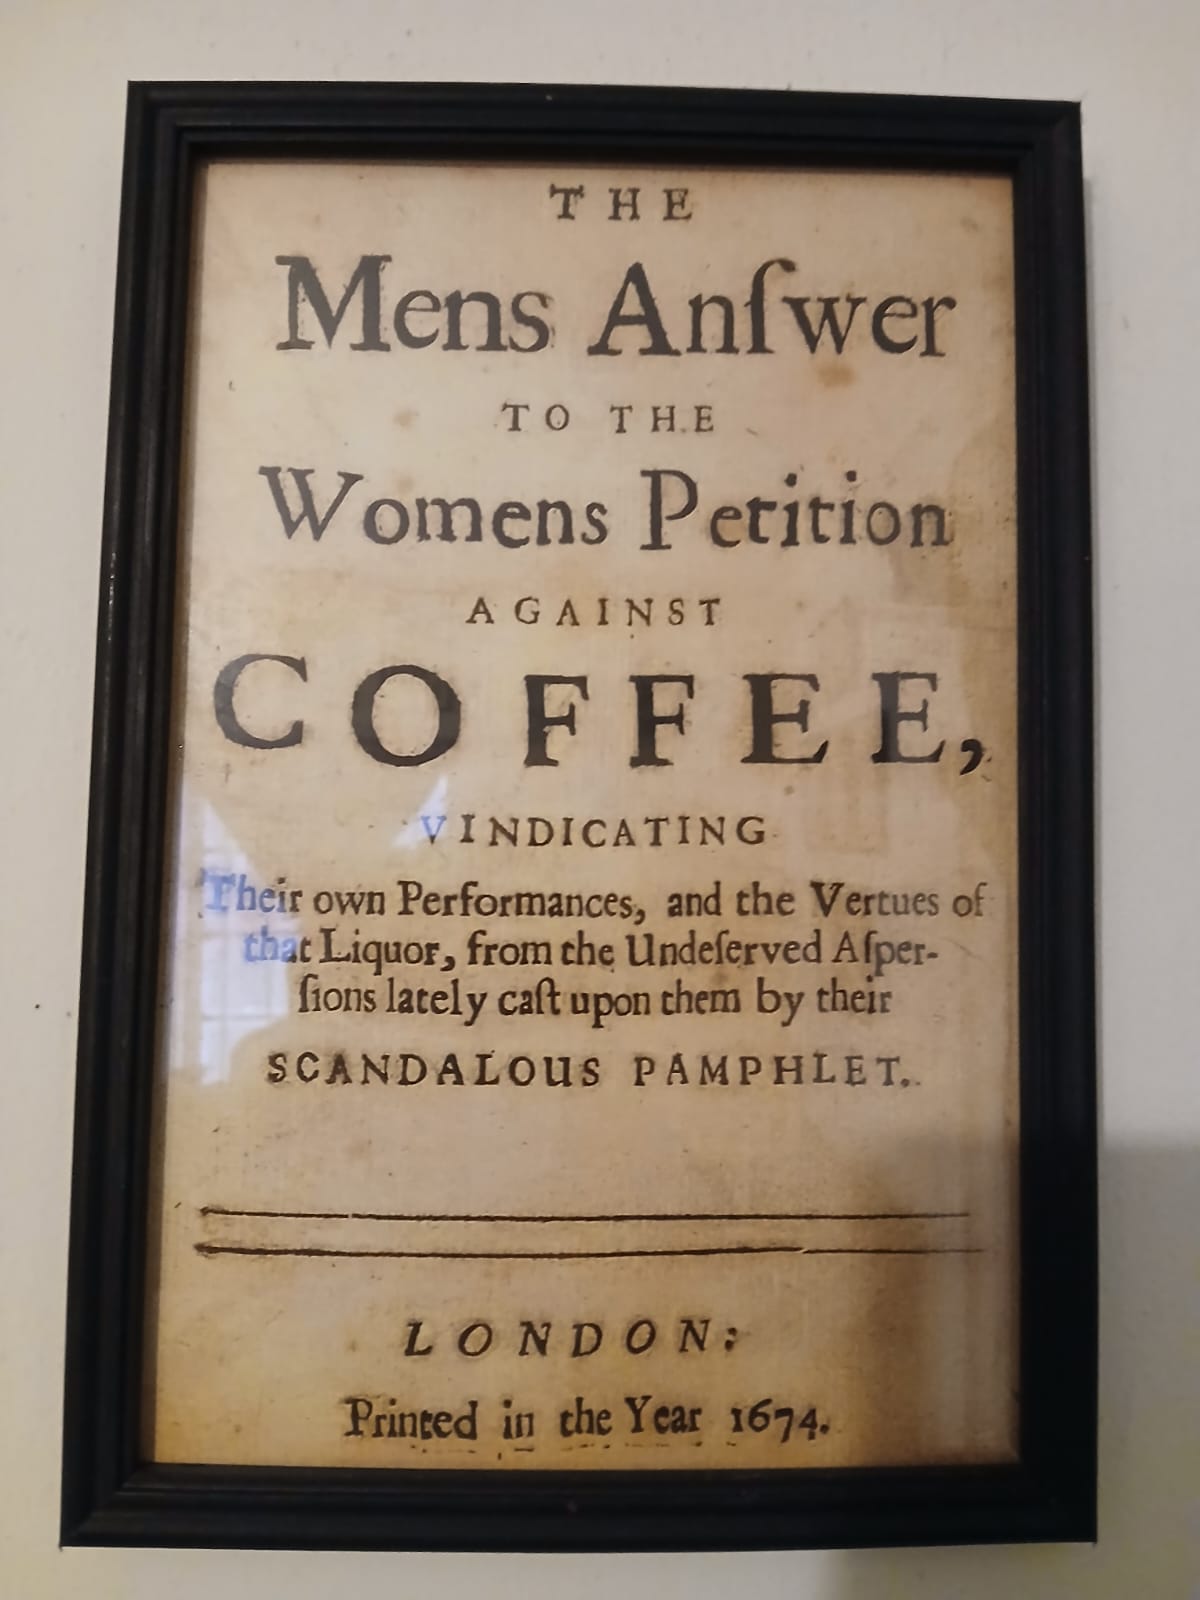 THE
Mens Anſwer
TO THE
Womens Petition
AGAINST
COFFEE,
VINDICATING
Their own Performances, and the Vertues of
that Liquor, from the Undeſerved Aſper-
ſions lately caſt upon them by their
SCANDALOUS PAMPHLET.
LONDON:
Printed in the Year 1674.